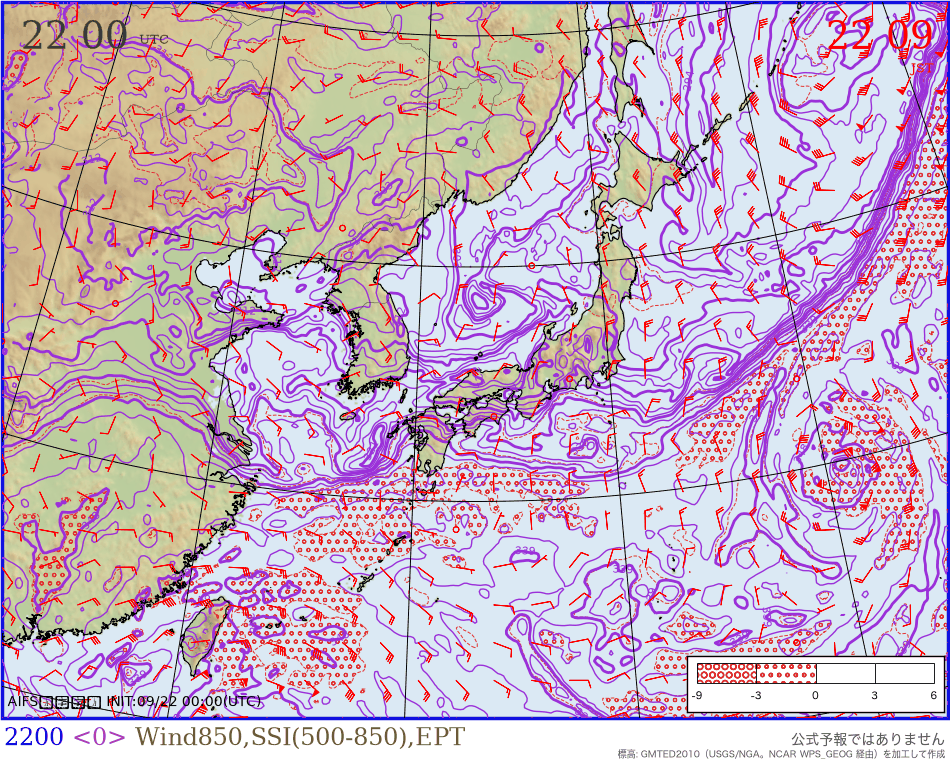 22 00 UTC
22 09
JST
-9 -3 0 3 6
AIFS INIT:09/22 00:00(UTC)
2200 <0> Wind850,SSI(500-850),EPT
公式予報ではありません
標高: GMTED2010（USGS/NGA。NCAR WPS_GEOG 経由）を加工して作成